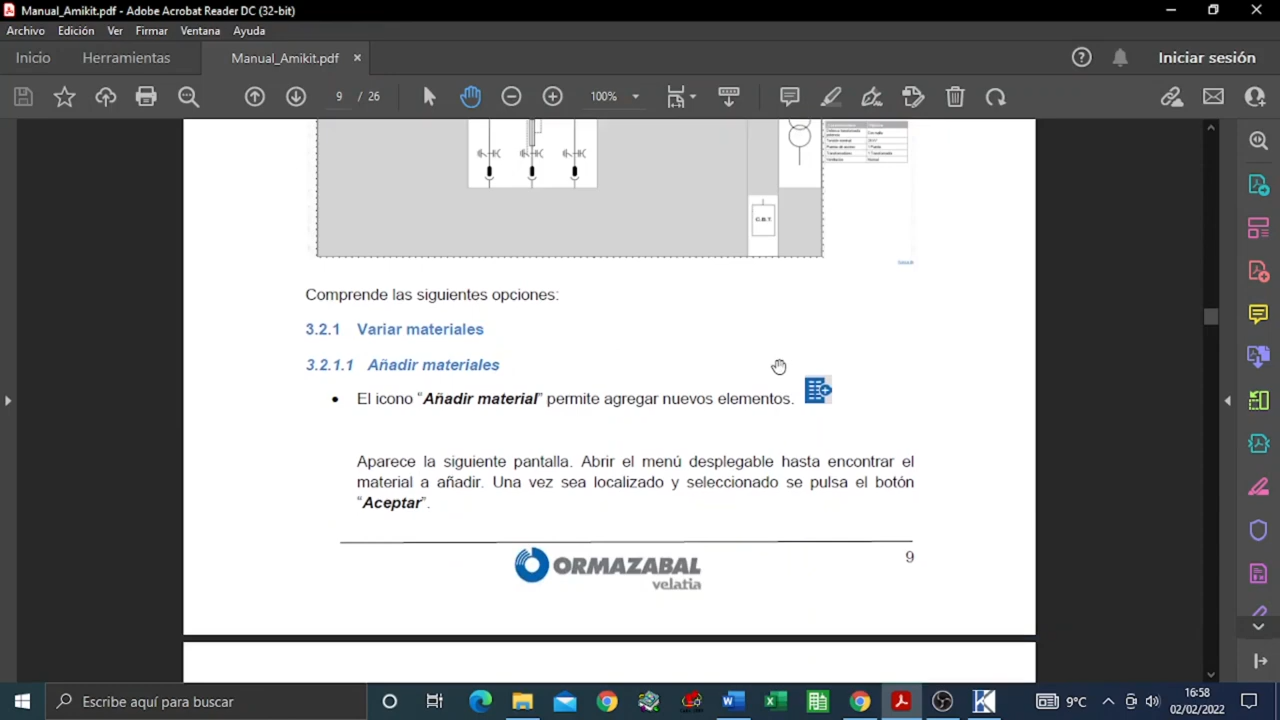 Manual_Amikit.pdf - Adobe Acrobat Reader DC (32-bit)
Archivo Edición Ver Firmar Ventana Ayuda
Inicio Herramientas Manual_Amikit.pdf × Iniciar sesión
9 / 26 100%
C.B.T.
Comprende las siguientes opciones:
3.2.1 Variar materiales
3.2.1.1 Añadir materiales
• El icono “Añadir material” permite agregar nuevos elementos.
Aparece la siguiente pantalla. Abrir el menú desplegable hasta encontrar el
material a añadir. Una vez sea localizado y seleccionado se pulsa el botón
“Aceptar”.
ORMAZABAL
velatia
9
Escribe aquí para buscar
9°C
16:58
02/02/2022